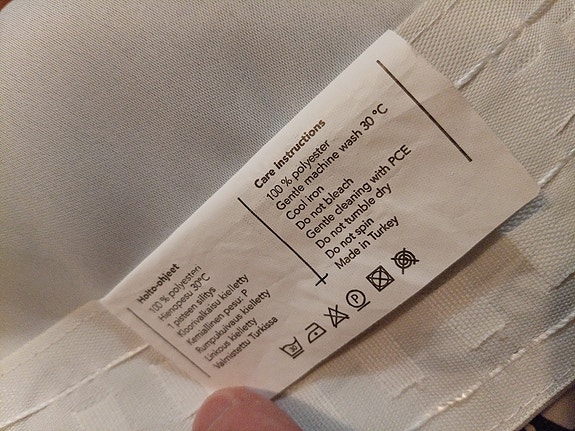 Hoito-ohjeet
100 % polyesteri
Hienopesu 30°C
1 pisteen silitys
Kloorivalkaisu kielletty
Kemiallinen pesu: P
Rumpukuivaus kielletty
Linkous kielletty
Valmistettu Turkissa
Care instructions
100 % polyester
Gentle machine wash 30 °C
Cool iron
Do not bleach
Gentle cleaning with PCE
Do not tumble dry
Do not spin
Made in Turkey
30
P